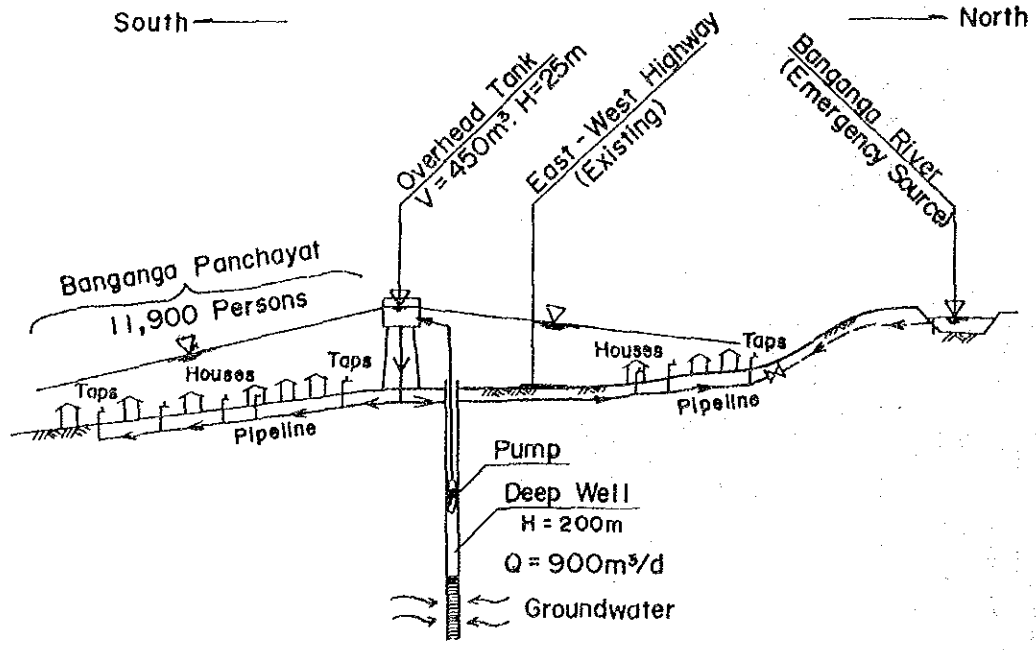 South
North
Overhead Tank
V = 450m³. H=25m
East-West Highway
(Existing)
Banganga River
(Emergency Source)
Banganga Panchayat
11,900 Persons
Taps
Houses
Taps
Pipeline
Houses
Taps
Pipeline
Pump
Deep Well
H = 200m
Q = 900m³/d
Groundwater